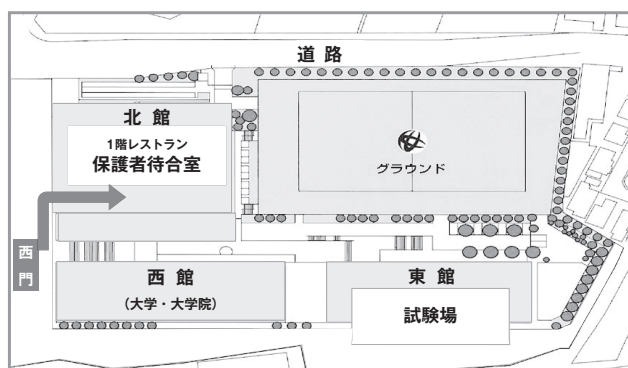 道路
北館
1階レストラン
保護者待合室
グラウンド
西門
西館
（大学・大学院）
東館
試験場